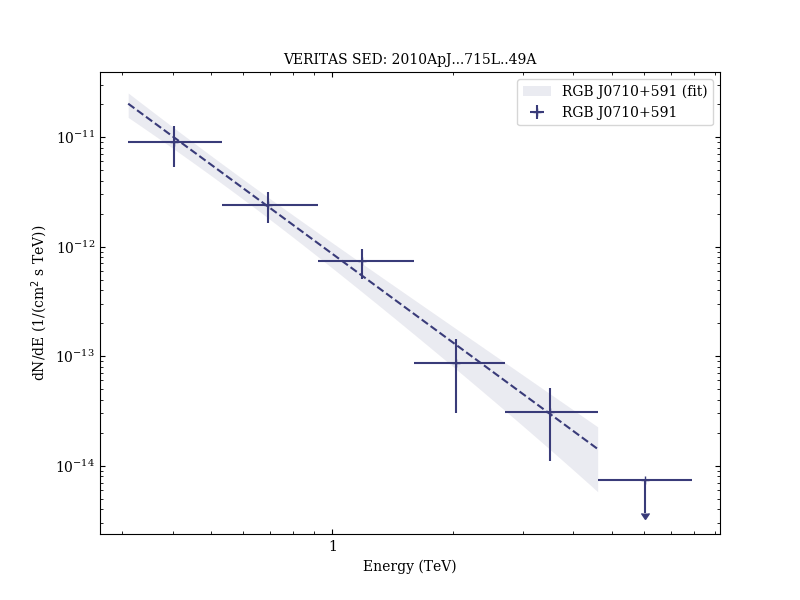 VERITAS SED: 2010ApJ...715L..49A
RGB J0710+591 (fit)
RGB J0710+591
10⁻¹¹
10⁻¹²
10⁻¹³
10⁻¹⁴
dN/dE (1/(cm² s TeV))
1
Energy (TeV)